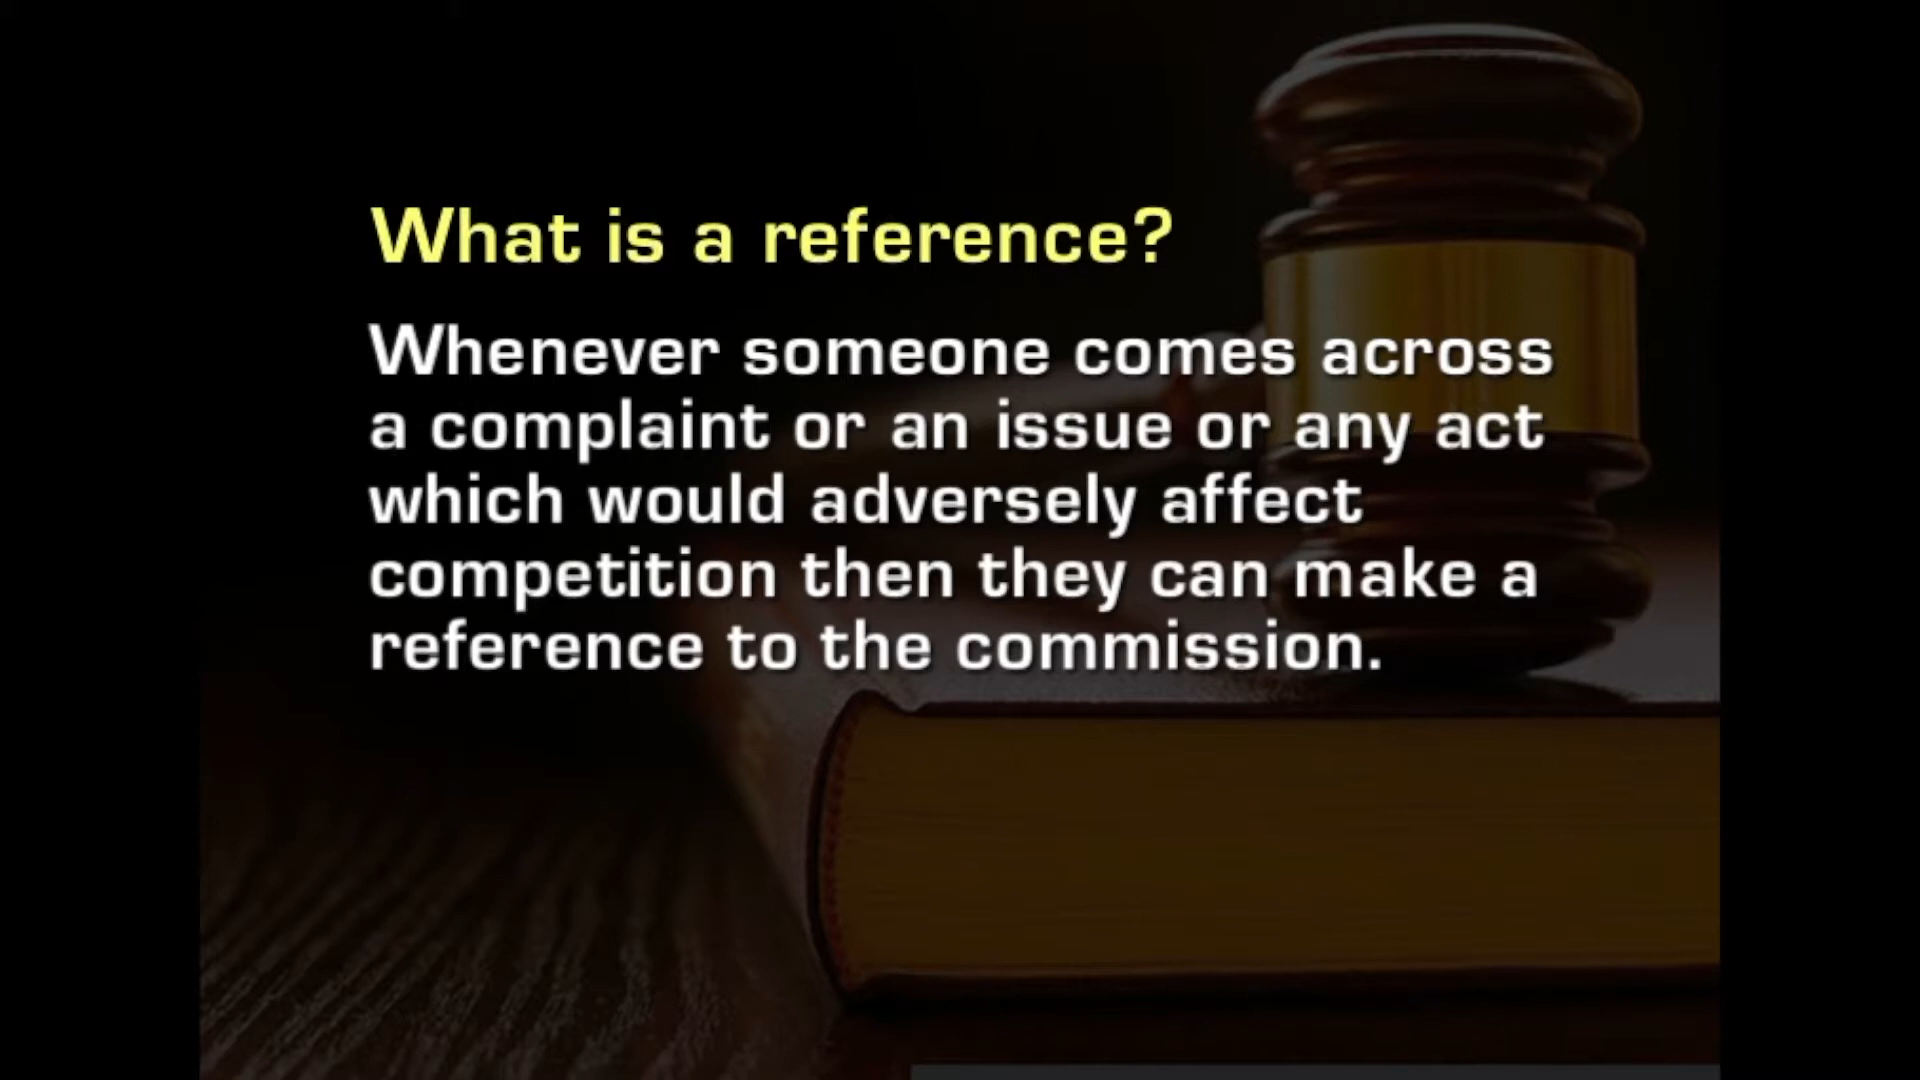 What is a reference?
Whenever someone comes across
a complaint or an issue or any act
which would adversely affect
competition then they can make a
reference to the commission.